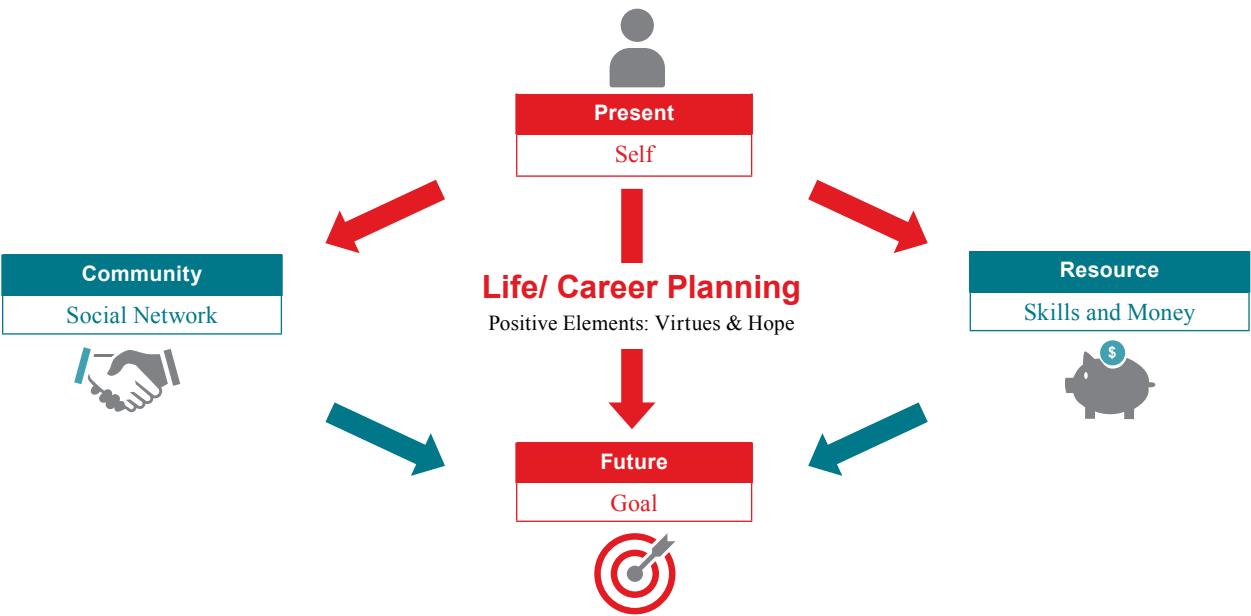 Present
Self
Community
Social Network
Resource
Skills and Money
Life/ Career Planning
Positive Elements: Virtues & Hope
$
Future
Goal